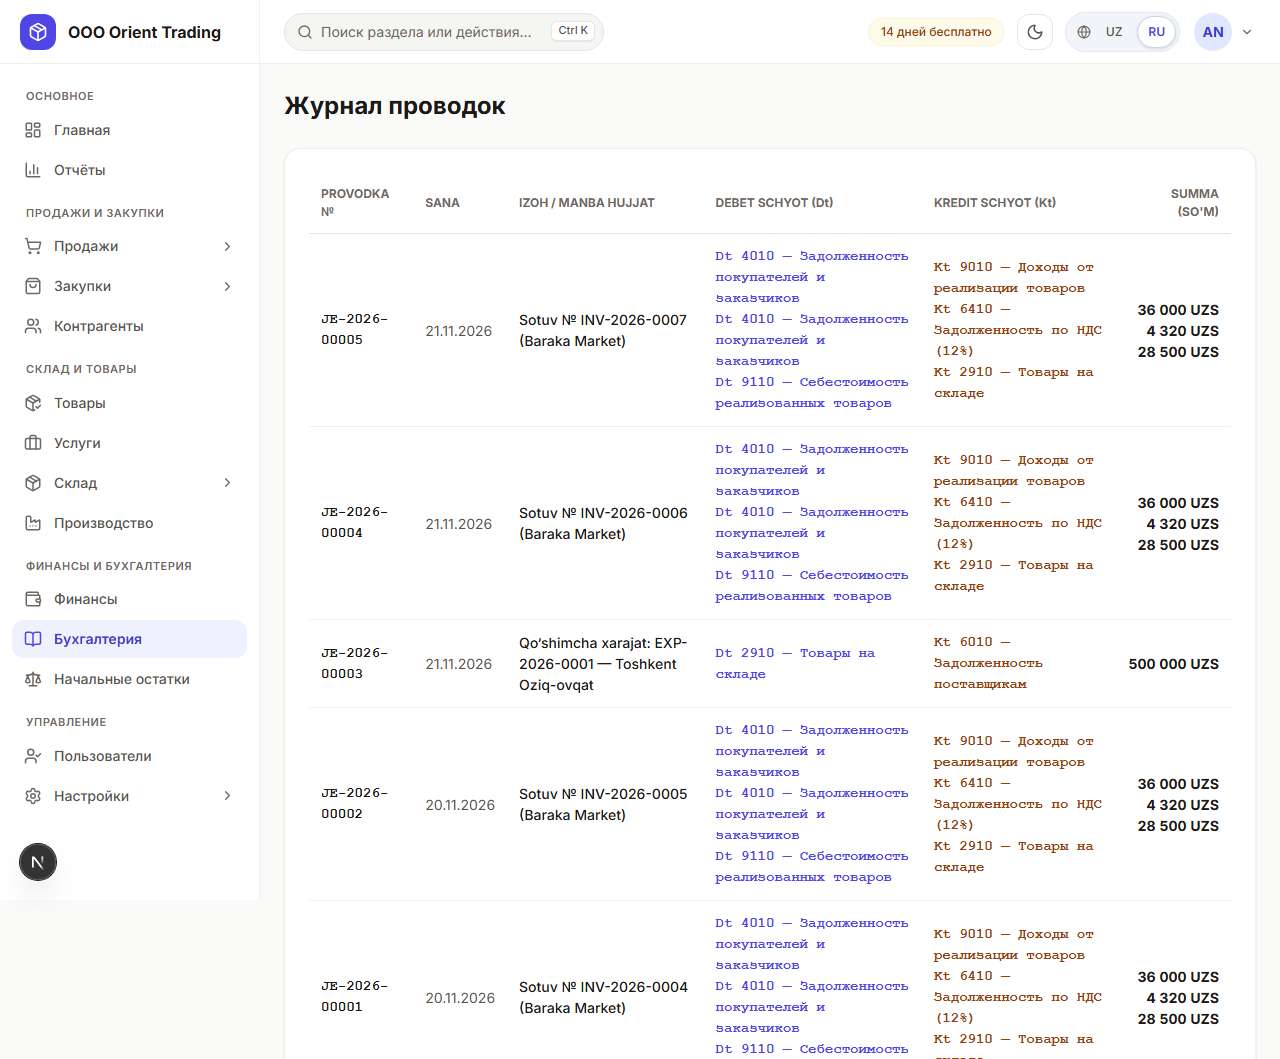 OOO Orient Trading
Поиск раздела или действия...
Ctrl K
14 дней бесплатно
UZ
RU
AN
ОСНОВНОЕ
Главная
Отчёты
ПРОДАЖИ И ЗАКУПКИ
Продажи
Закупки
Контрагенты
СКЛАД И ТОВАРЫ
Товары
Услуги
Склад
Производство
ФИНАНСЫ И БУХГАЛТЕРИЯ
Финансы
Бухгалтерия
Начальные остатки
УПРАВЛЕНИЕ
Пользователи
Настройки
N
Журнал проводок
PROVODKA
№
SANA
IZOH / MANBA HUJJAT
DEBET SCHYOT (Dt)
KREDIT SCHYOT (Kt)
SUMMA
(SO'M)
JE-2026-
00005
21.11.2026
Sotuv № INV-2026-0007
(Baraka Market)
Dt 4010 — Задолженность
покупателей и
заказчиков
Dt 4010 — Задолженность
покупателей и
заказчиков
Dt 9110 — Себестоимость
реализованных товаров
Kt 9010 — Доходы от
реализации товаров
Kt 6410 —
Задолженность по НДС
(12%)
Kt 2910 — Товары на
складе
36 000 UZS
4 320 UZS
28 500 UZS
JE-2026-
00004
21.11.2026
Sotuv № INV-2026-0006
(Baraka Market)
Dt 4010 — Задолженность
покупателей и
заказчиков
Dt 4010 — Задолженность
покупателей и
заказчиков
Dt 9110 — Себестоимость
реализованных товаров
Kt 9010 — Доходы от
реализации товаров
Kt 6410 —
Задолженность по НДС
(12%)
Kt 2910 — Товары на
складе
36 000 UZS
4 320 UZS
28 500 UZS
JE-2026-
00003
21.11.2026
Qo‘shimcha xarajat: EXP-
2026-0001 — Toshkent
Oziq-ovqat
Dt 2910 — Товары на
складе
Kt 6010 —
Задолженность
поставщикам
500 000 UZS
JE-2026-
00002
20.11.2026
Sotuv № INV-2026-0005
(Baraka Market)
Dt 4010 — Задолженность
покупателей и
заказчиков
Dt 4010 — Задолженность
покупателей и
заказчиков
Dt 9110 — Себестоимость
реализованных товаров
Kt 9010 — Доходы от
реализации товаров
Kt 6410 —
Задолженность по НДС
(12%)
Kt 2910 — Товары на
складе
36 000 UZS
4 320 UZS
28 500 UZS
JE-2026-
00001
20.11.2026
Sotuv № INV-2026-0004
(Baraka Market)
Dt 4010 — Задолженность
покупателей и
заказчиков
Dt 4010 — Задолженность
покупателей и
заказчиков
Dt 9110 — Себестоимость
Kt 9010 — Доходы от
реализации товаров
Kt 6410 —
Задолженность по НДС
(12%)
Kt 2910 — Товары на
36 000 UZS
4 320 UZS
28 500 UZS